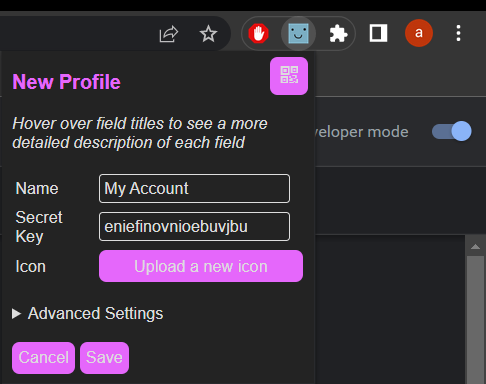 a
New Profile
Hover over field titles to see a more
detailed description of each field
veloper mode
Name
My Account
Secret
Key
eniefinovnioebuvjbu
Icon
Upload a new icon
Advanced Settings
Cancel
Save